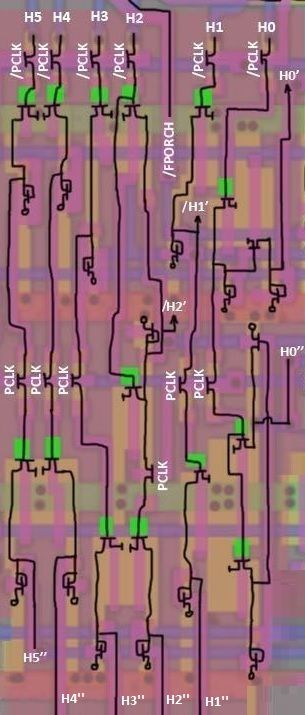 H5 H4 H3 H2 H1 H0
/PCLK /PCLK /PCLK /PCLK /PCLK /PCLK
H0′
/FPORCH
/H1′
/H2′
H0′′
PCLK PCLK PCLK PCLK PCLK
PCLK
H5′′
H4′′ H3′′ H2′′ H1′′